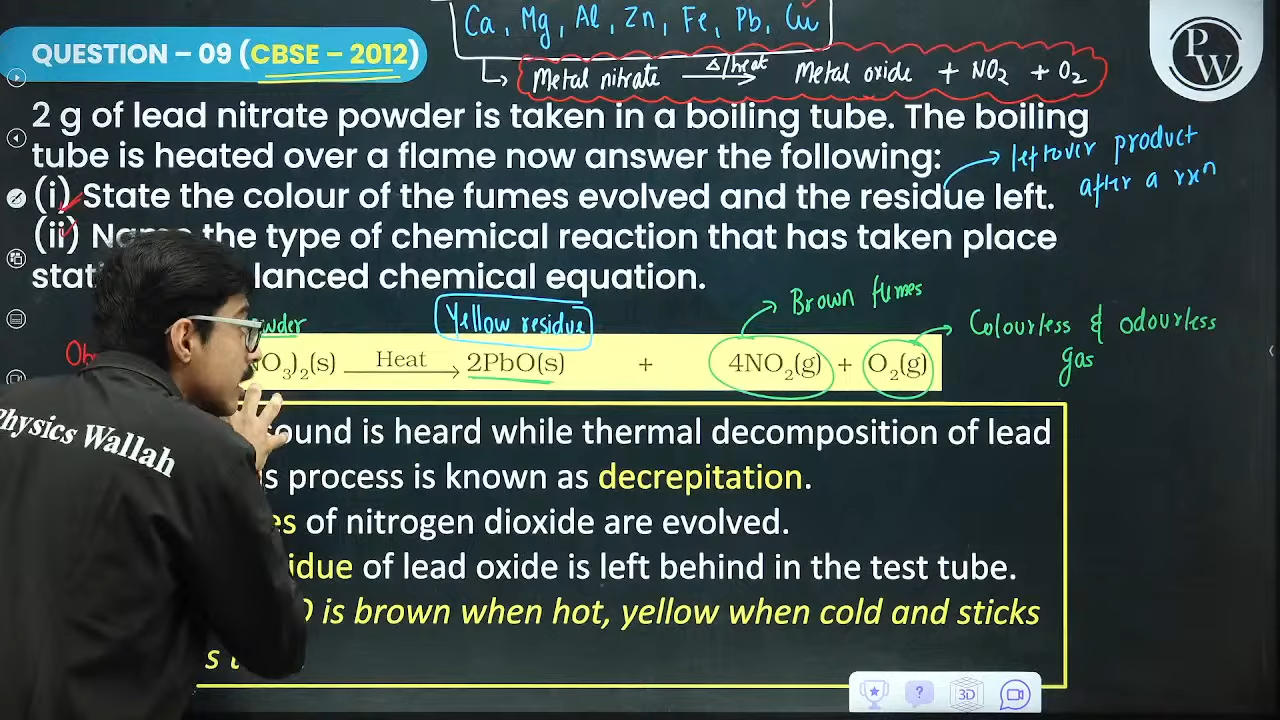 Ca, Mg, Al, Zn, Fe, Pb, Cu
QUESTION – 09 (CBSE – 2012)
Metal nitrate Δ/heat Metal oxide + NO2 + O2
PW
2 g of lead nitrate powder is taken in a boiling tube. The boiling
tube is heated over a flame now answer the following:
leftover product
after a rxn
(i) State the colour of the fumes evolved and the residue left.
(ii) Name the type of chemical reaction that has taken place
lanced chemical equation.
Brown fumes
Yellow residue
Colourless & odourless
gas
NO₃)₂(s) Heat 2PbO(s) + 4NO₂(g) + O₂(g)
Physics Wallah
ound is heard while thermal decomposition of lead
s process is known as decrepitation.
es of nitrogen dioxide are evolved.
idue of lead oxide is left behind in the test tube.
is brown when hot, yellow when cold and sticks
3D